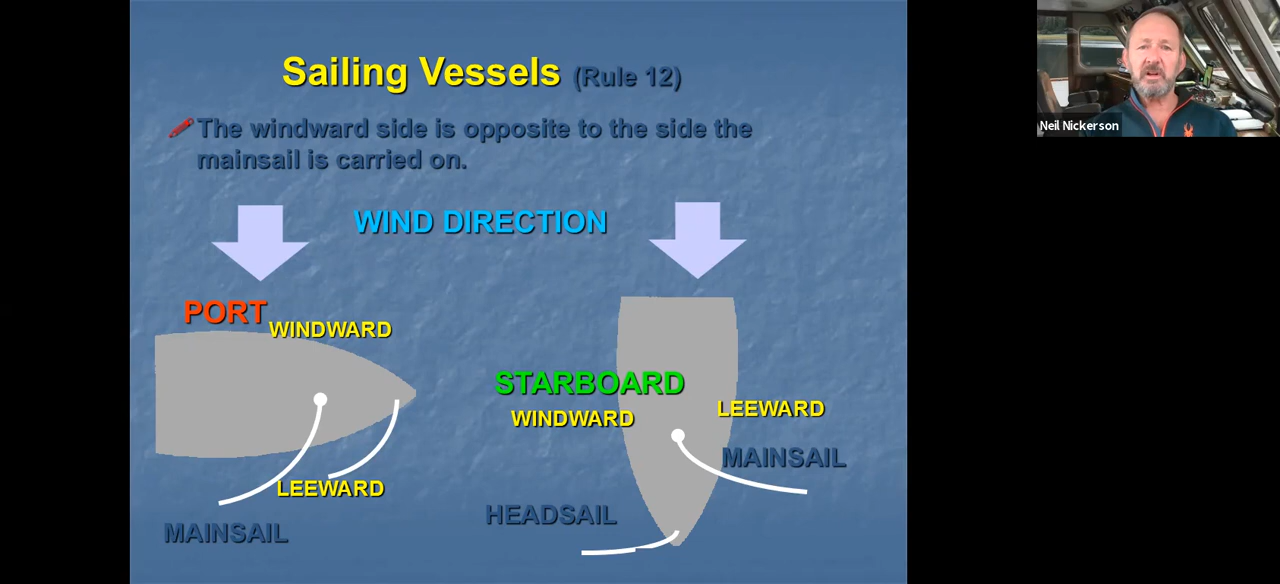 Sailing Vessels (Rule 12)
The windward side is opposite to the side the
mainsail is carried on.
WIND DIRECTION
PORT
WINDWARD
STARBOARD
WINDWARD
LEEWARD
MAINSAIL
LEEWARD
HEADSAIL
MAINSAIL
Neil Nickerson